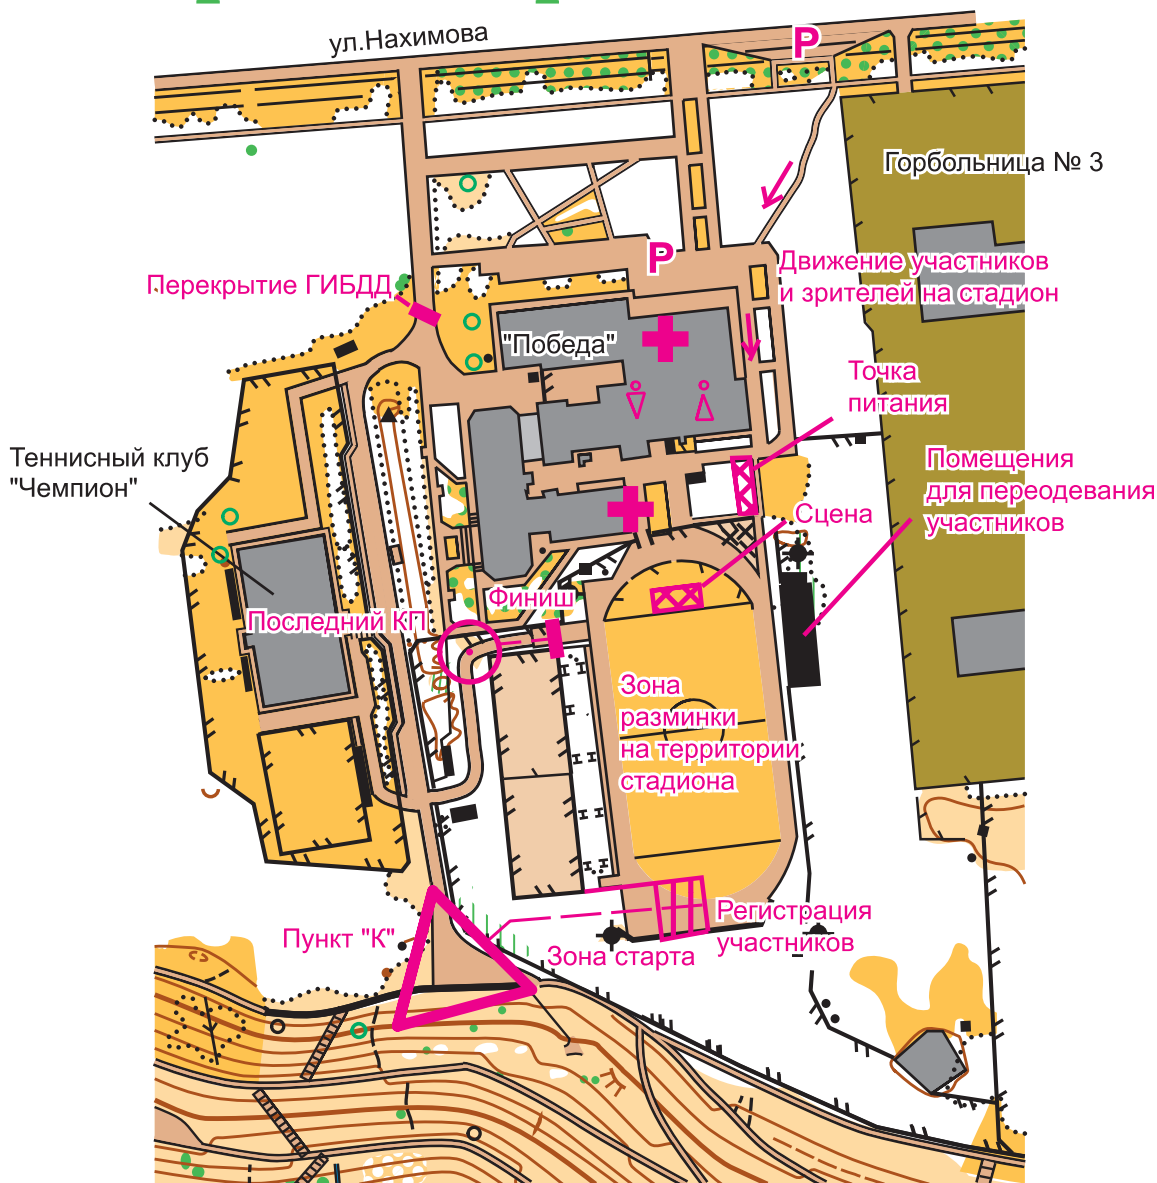 ул.Нахимова
P
Горбольница № 3
P
Движение участников
и зрителей на стадион
Перекрытие ГИБДД
"Победа"
Точка
питания
Теннисный клуб
"Чемпион"
Помещения
для переодевания
участников
Сцена
Финиш
Последний КП
Зона
разминки
на территории
стадиона
Регистрация
участников
Пункт "К"
Зона старта